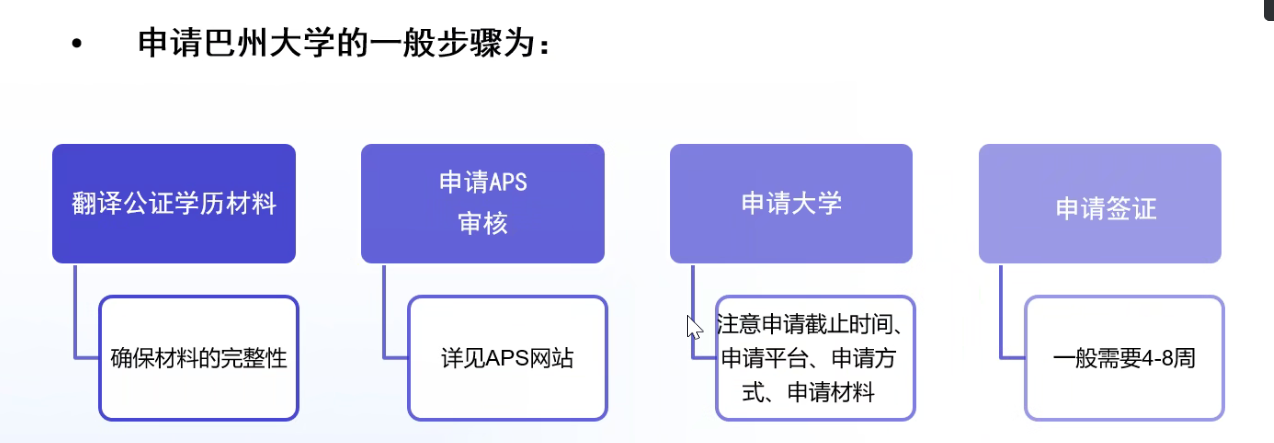 • 申请巴州大学的一般步骤为：
翻译公证学历材料
申请APS
审核
申请大学
申请签证
确保材料的完整性
详见APS网站
注意申请截止时间、
申请平台、申请方
式、申请材料
一般需要4-8周